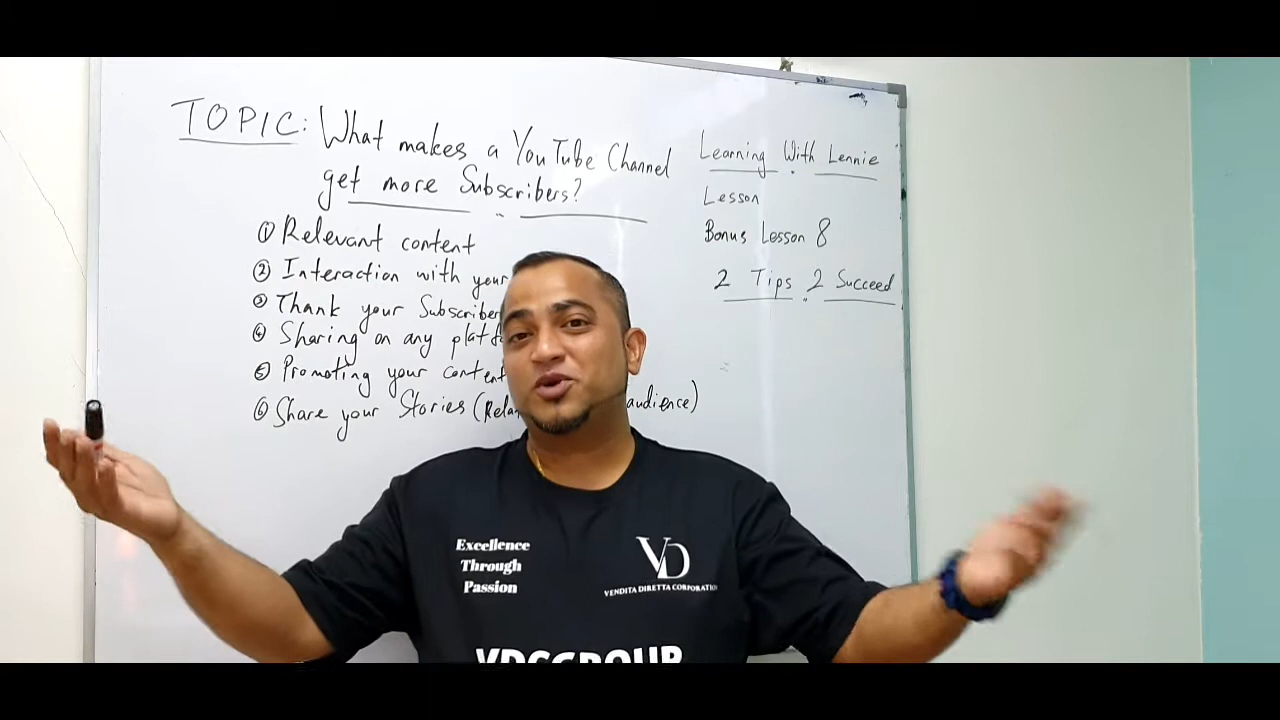 TOPIC: What makes a YouTube Channel
get more Subscribers?
① Relevant content
② Interaction with your
③ Thank your Subscriber
④ Sharing on any
⑤ Promoting your content
⑥ Share your Stories ( audience)
Learning With Lennie
Lesson
Bonus Lesson 8
2 Tips 2 Succeed
Excellence
Through
Passion
VD
VENDITA DIRETTA CORPORATION
VDCGROUP